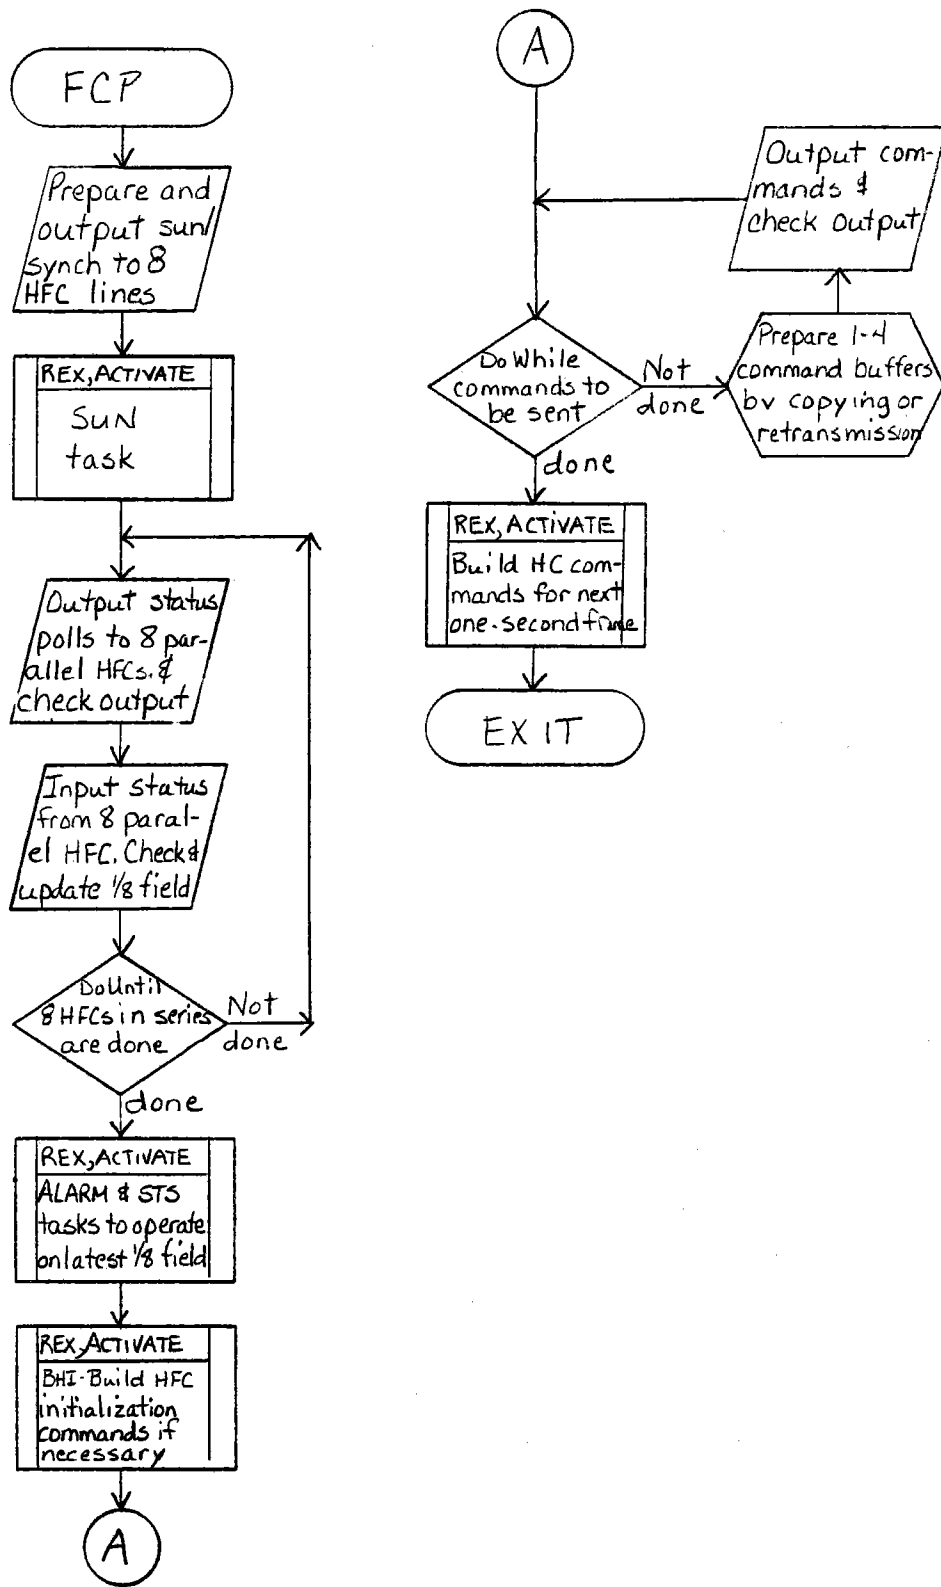 FCP
Prepare and
output sun/
synch to 8
HFC lines
REX,ACTIVATE
SUN
task
Output status
polls to 8 par-
allel HFCs. &
check output
Input status
from 8 paral-
el HFC. Check &
update 1/8 field
Do Until
8 HFCs in series
are done
Not
done
done
REX,ACTIVATE
ALARM & STS
tasks to operate
on latest 1/8 field
REX,ACTIVATE
BHI-Build HFC
initialization
commands if
necessary
A
A
Output com-
mands &
check output
Do While
commands to
be sent
Not
done
Prepare 1-4
command buffers
by copying or
retransmission
done
REX,ACTIVATE
Build HC com-
mands for next
one-second frame
EXIT